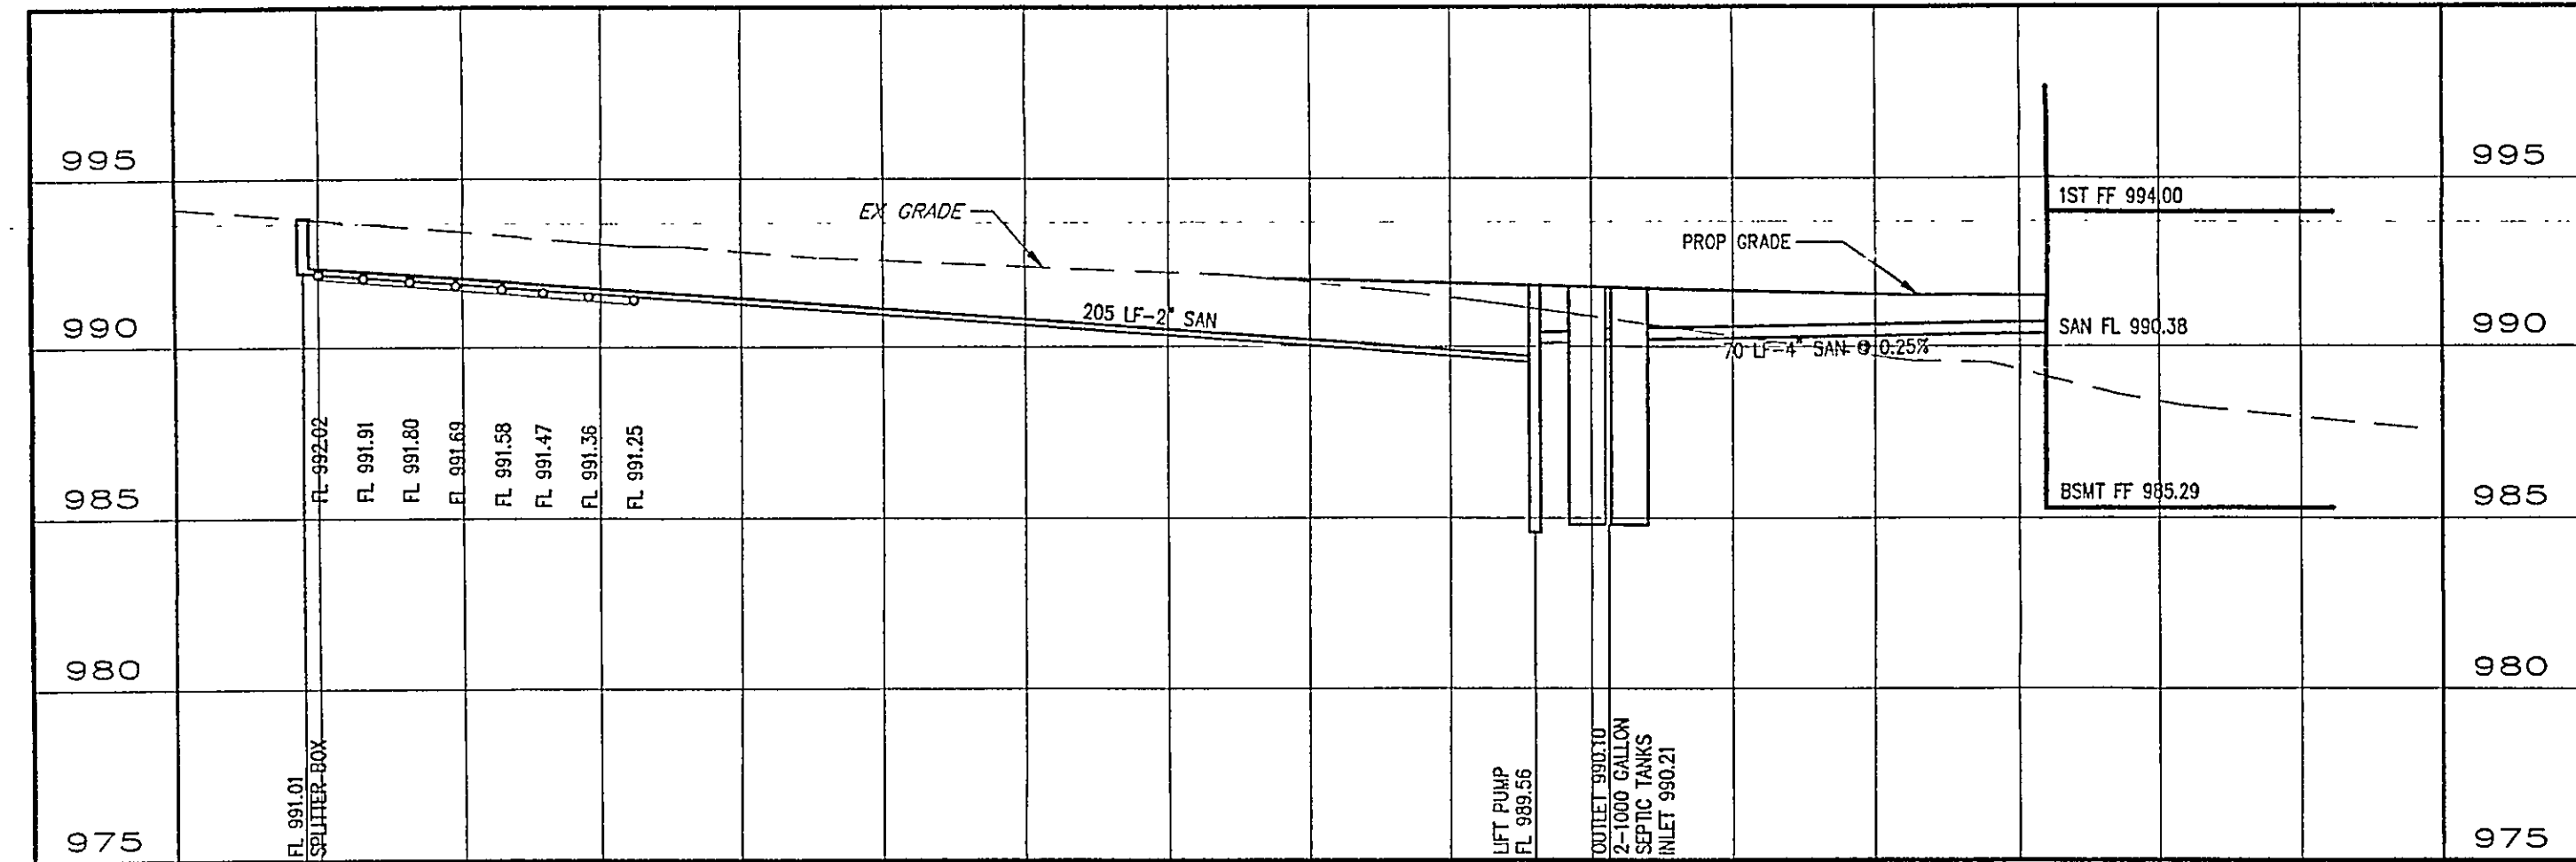 995
995
1ST FF 994.00
EX GRADE
PROP GRADE
205 LF-2" SAN
990
SAN FL 990.38
990
70 LF-4" SAN @ 0.25%
FL 992.02
FL 991.91
FL 991.80
FL 991.69
FL 991.58
FL 991.47
FL 991.36
FL 991.25
985
BSMT FF 985.29
985
980
980
FL 991.01
SPLITTER-BOX
LIFT PUMP
FL 989.56
OUTLET 990.10
2-1000 GALLON
SEPTIC TANKS
INLET 990.21
975
975